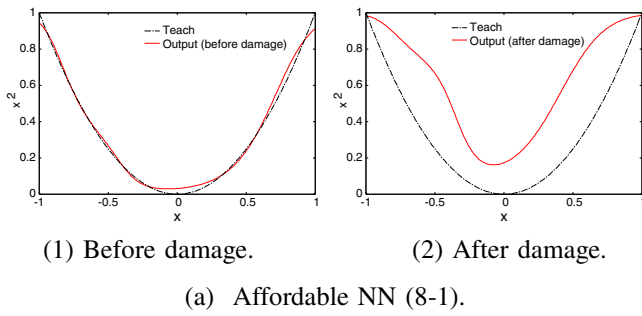 1
0.8
0.6
0.4
0.2
0
x 2
-1
-0.5
0
0.5
1
x
Teach
Output (before damage)
1
0.8
0.6
0.4
0.2
0
x 2
-1
-0.5
0
0.5
1
x
Teach
Output (after damage)
(1) Before damage.
(2) After damage.
(a) Affordable NN (8-1).